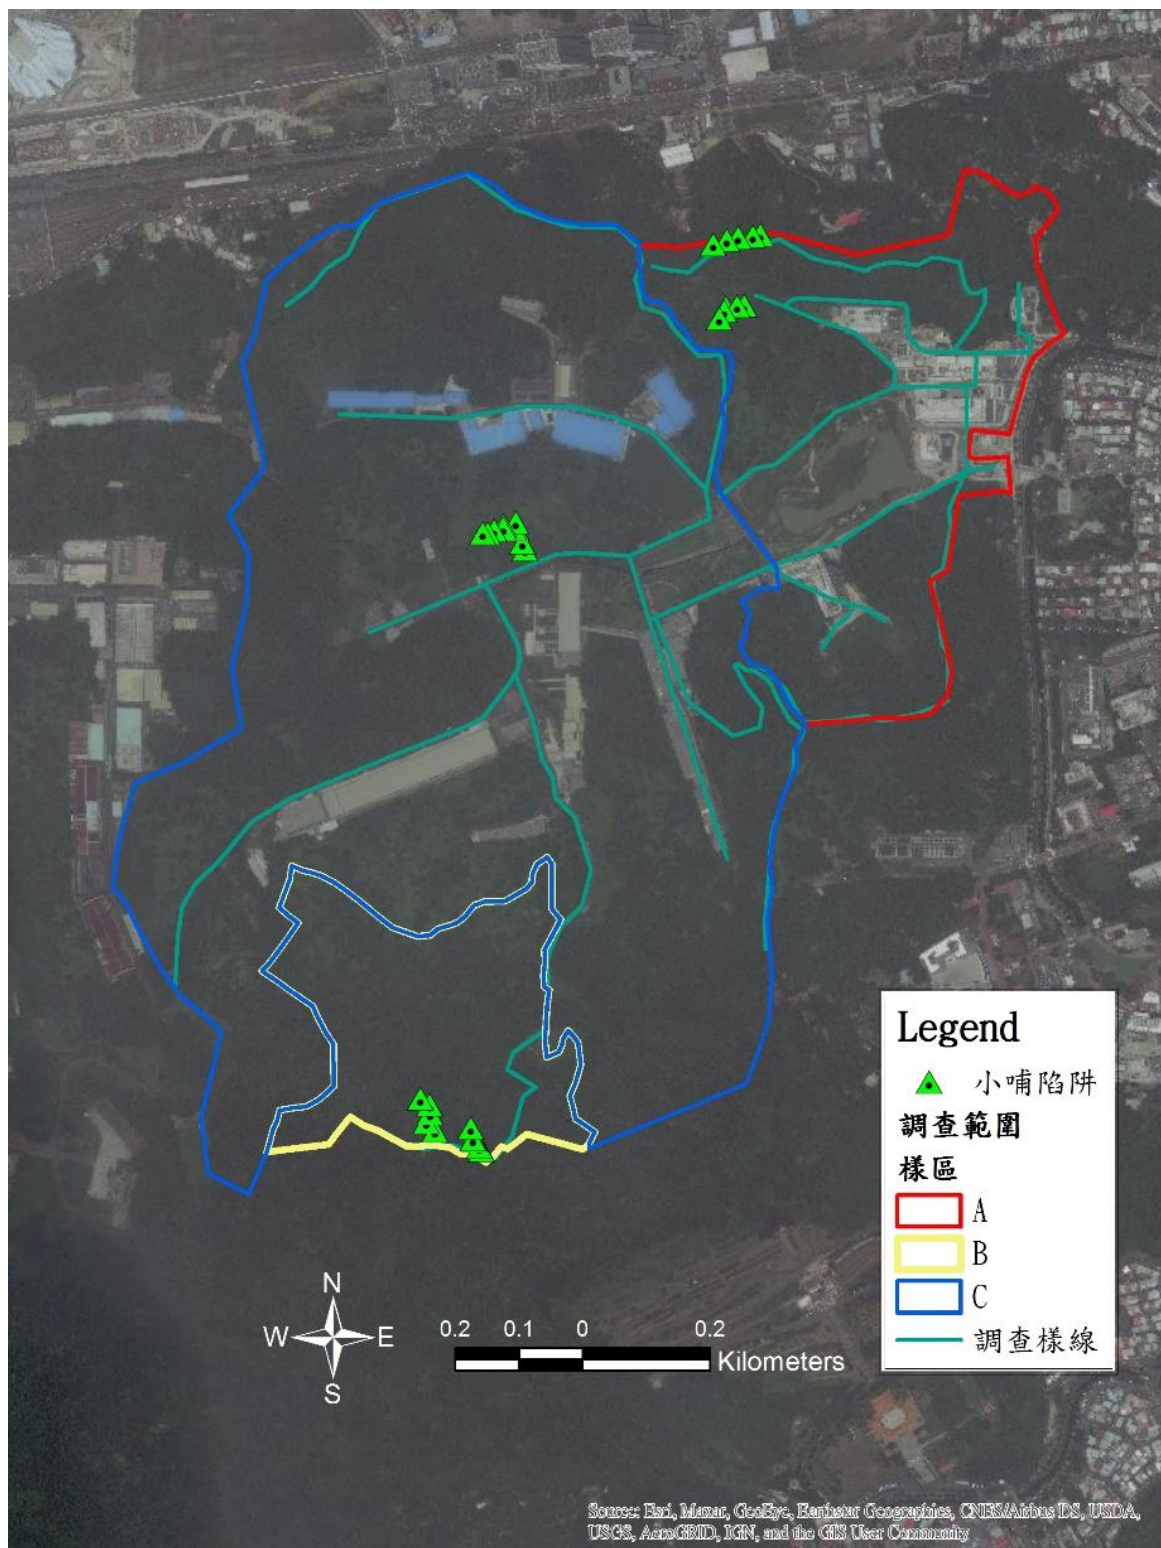 Legend
小哺陷阱
調查範圍
樣區
A
B
C
調查樣線
N
W E
S
0.2 0.1 0 0.2
Kilometers
Source: Esri, Maxar, GeoEye, Earthstar Geographics, CNES/Airbus DS, USDA,
USGS, AeroGRID, IGN, and the GIS User Community